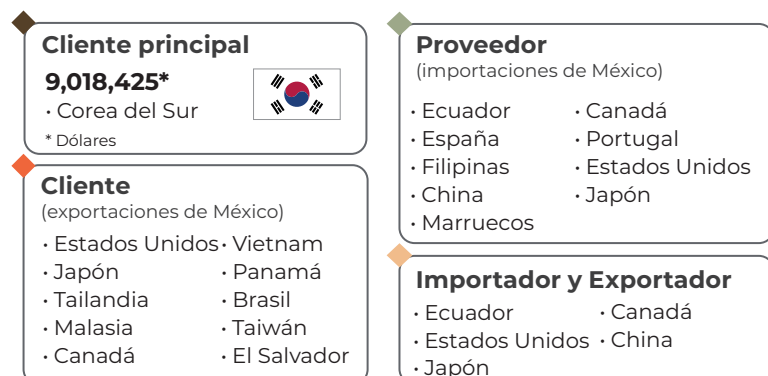 Cliente principal
9,018,425*
· Corea del Sur
* Dólares
Cliente
(exportaciones de México)
· Estados Unidos
· Japón
· Tailandia
· Malasia
· Canadá
· Vietnam
· Panamá
· Brasil
· Taiwán
· El Salvador
Proveedor
(importaciones de México)
· Ecuador
· España
· Filipinas
· China
· Marruecos
· Canadá
· Portugal
· Estados Unidos
· Japón
Importador y Exportador
· Ecuador
· Estados Unidos
· Japón
· Canadá
· China